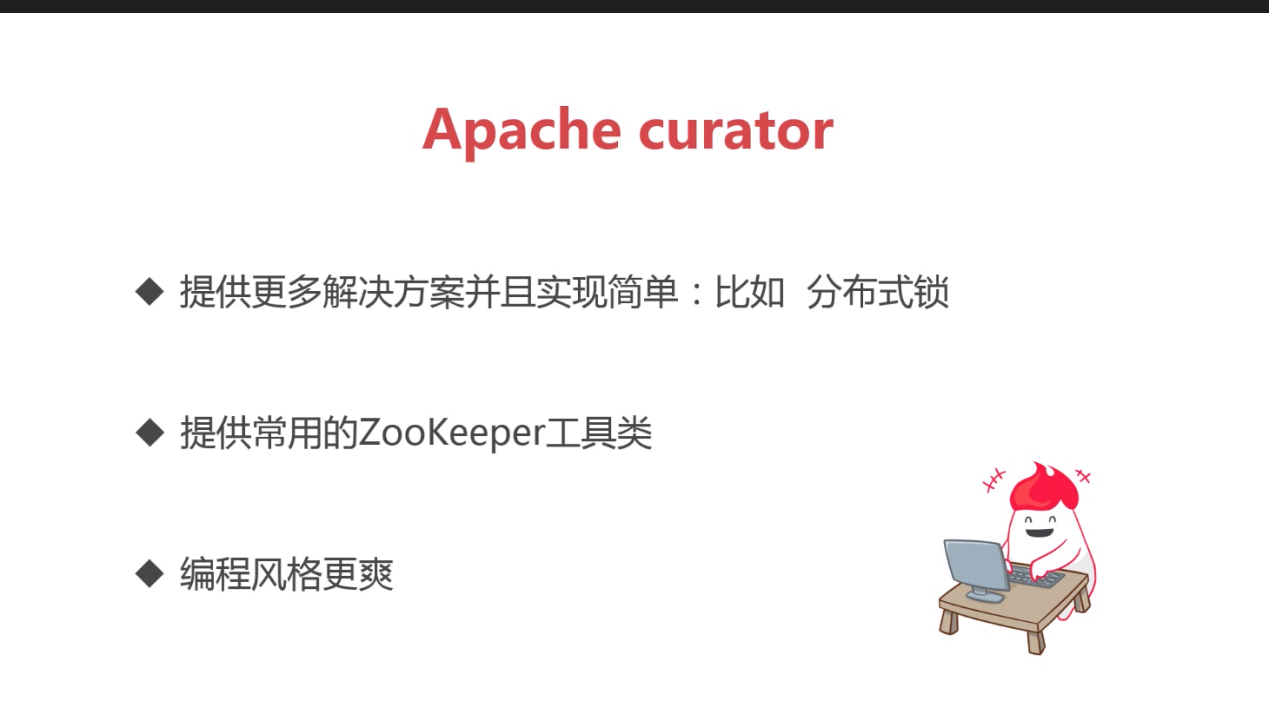 Apache curator
◆ 提供更多解决方案并且实现简单：比如 分布式锁
◆ 提供常用的ZooKeeper工具类
◆ 编程风格更爽